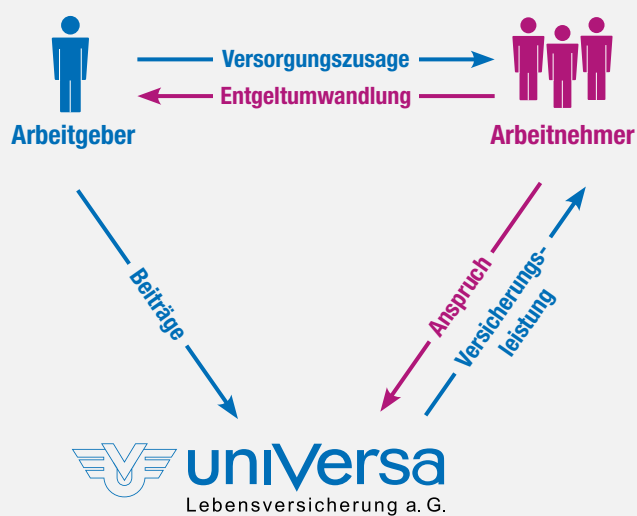 Versorgungszusage
Entgeltumwandlung
Arbeitgeber
Arbeitnehmer
Beiträge
Anspruch
Versicherungs-
leistung
uniVersa
Lebensversicherung a. G.